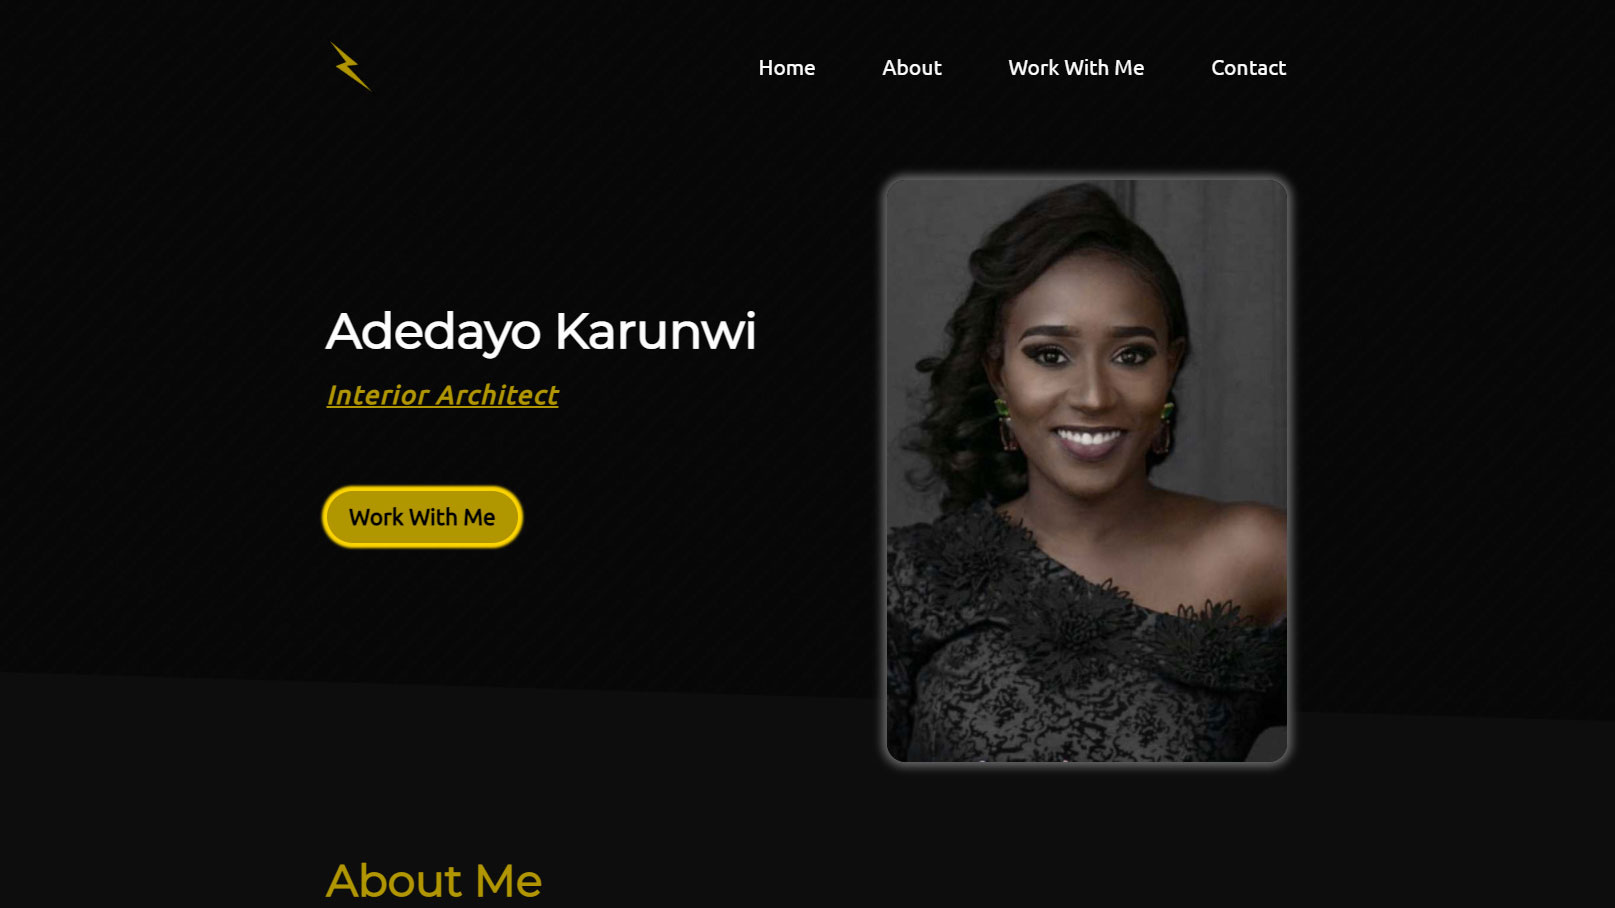 Home
About
Work With Me
Contact
Adedayo Karunwi
Interior Architect
Work With Me
About Me